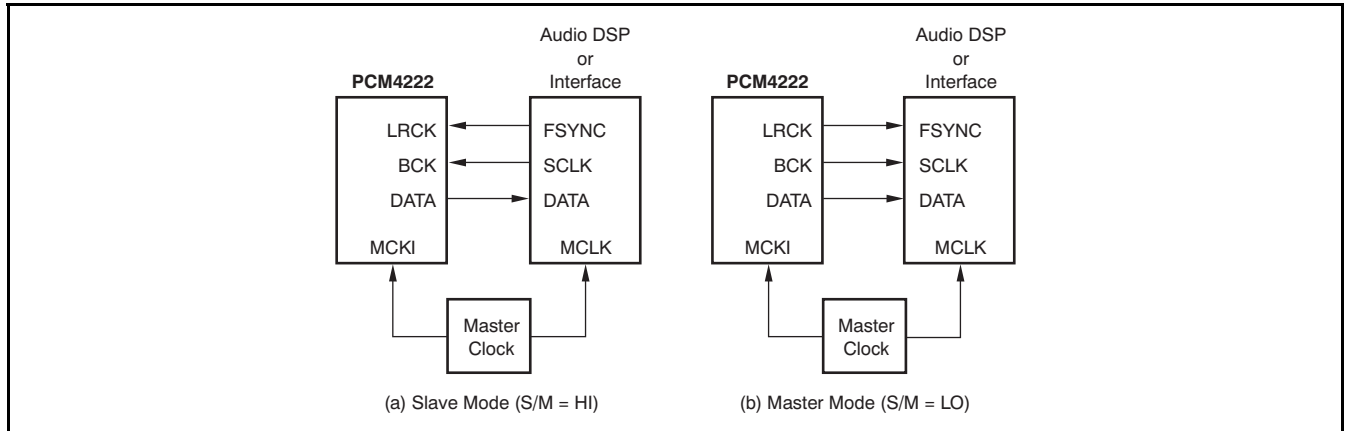 Audio DSP
or
Interface
PCM4222
LRCK
BCK
DATA
MCKI
FSYNC
SCLK
DATA
MCLK
Master
Clock
(a) Slave Mode (S/M = HI)
Audio DSP
or
Interface
PCM4222
LRCK
BCK
DATA
MCKI
FSYNC
SCLK
DATA
MCLK
Master
Clock
(b) Master Mode (S/M = LO)